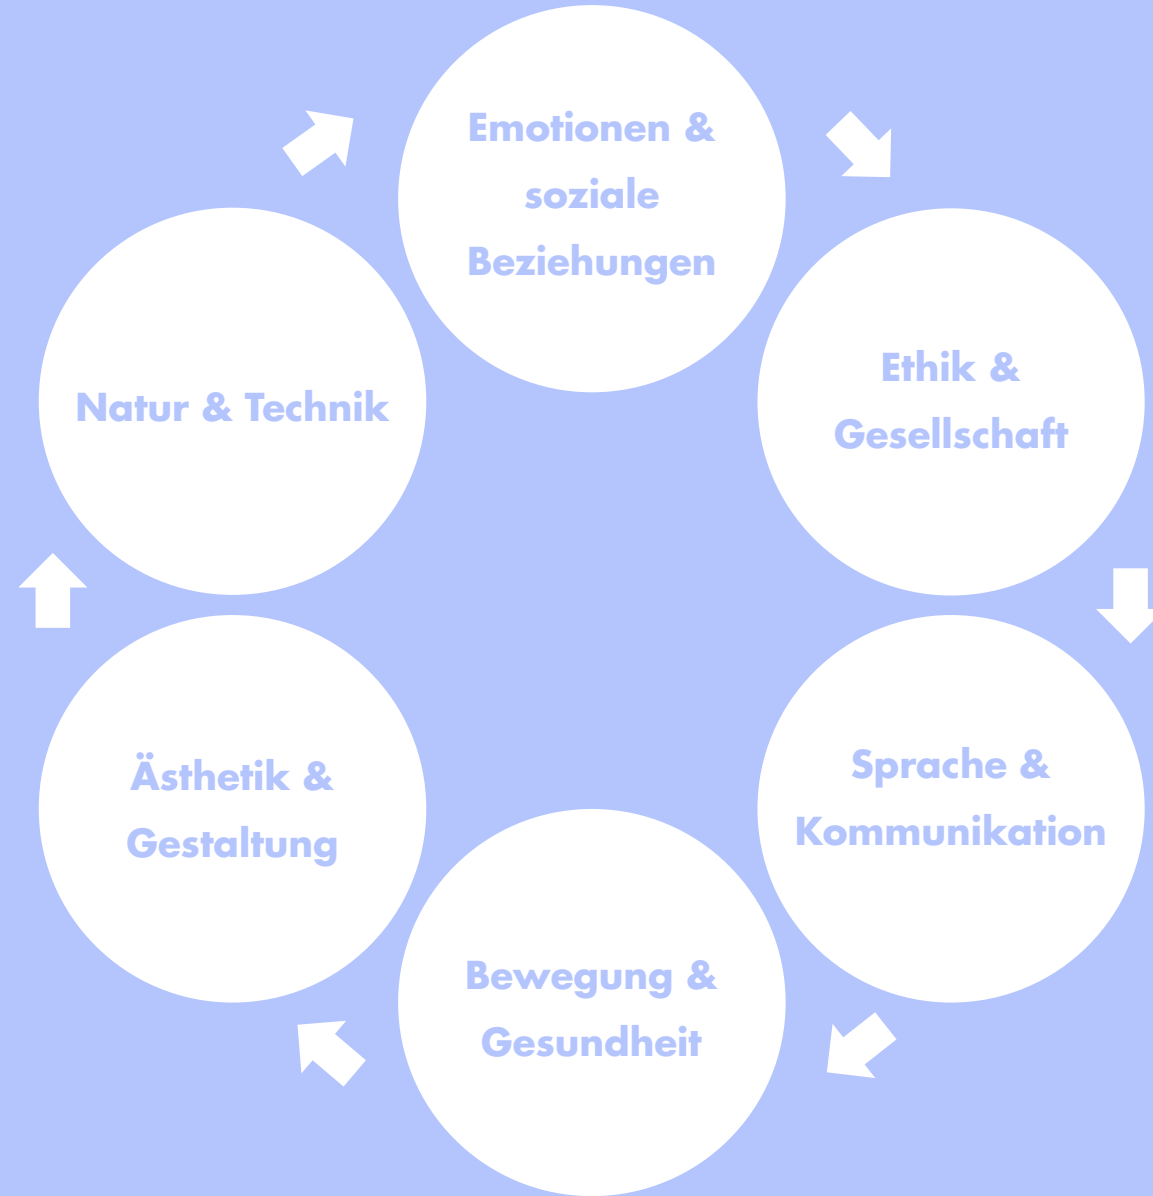 Emotionen &
soziale
Beziehungen
Ethik &
Gesellschaft
Sprache &
Kommunikation
Bewegung &
Gesundheit
Ästhetik &
Gestaltung
Natur & Technik